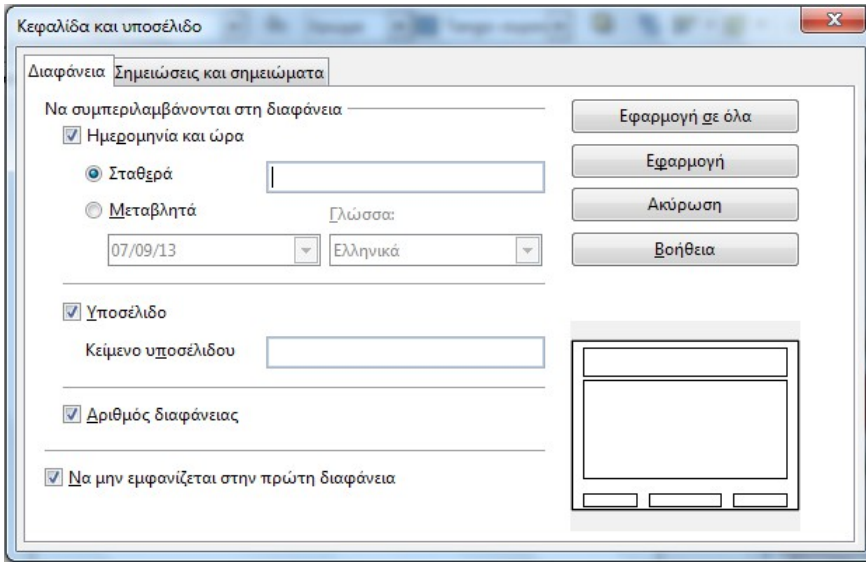 Κεφαλίδα και υποσέλιδο
Διαφάνεια Σημειώσεις και σημειώματα
Να συμπεριλαμβάνονται στη διαφάνεια
Ημερομηνία και ώρα
Σταθερά
Μεταβλητά
Γλώσσα:
07/09/13
Ελληνικά
Υποσέλιδο
Κείμενο υποσέλιδου
Αριθμός διαφάνειας
Να μην εμφανίζεται στην πρώτη διαφάνεια
Εφαρμογή σε όλα
Εφαρμογή
Ακύρωση
Βοήθεια